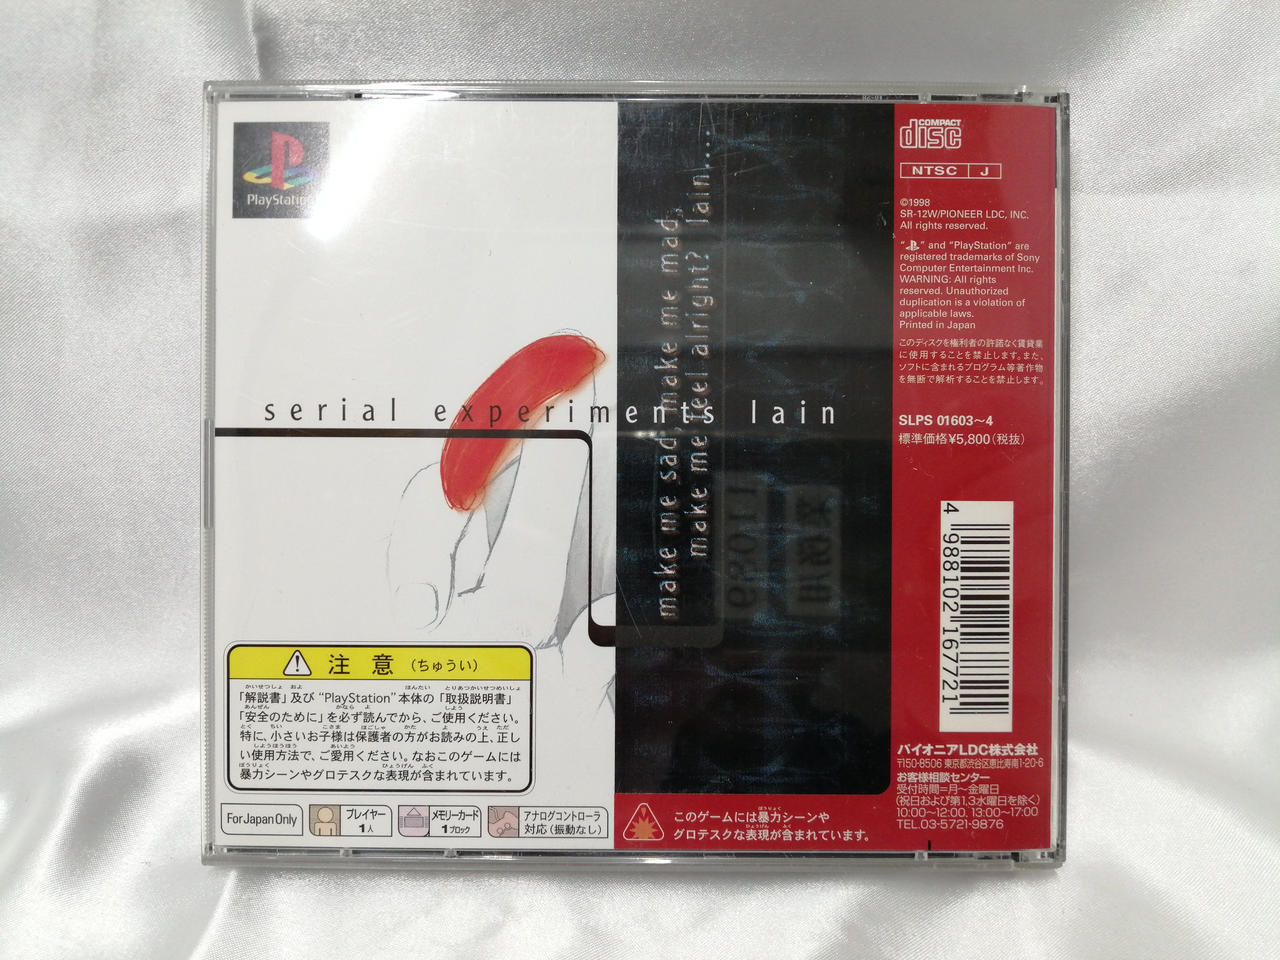 PlayStation
make me sad, make me mad,
make me feel alright? lain....
serial experiments lain
注意(ちゅうい)
「解説書」及び“PlayStation”本体の「取扱説明書」
「安全のために」を必ず読んでから、ご使用ください。
特に、小さいお子様は保護者の方がお読みの上、正し
い使用方法で、ご愛用ください。なおこのゲームには
暴力シーンやグロテスクな表現が含まれています。
For Japan Only
プレイヤー
1人
メモリーカード
1ブロック
アナログコントローラ
対応(振動なし)
このゲームには暴力シーンや
グロテスクな表現が含まれています。
COMPACT
disc
NTSC J
©1998
SR-12W/PIONEER LDC, INC.
All rights reserved.
“ ” and “PlayStation” are
registered trademarks of Sony
Computer Entertainment Inc.
WARNING: All rights
reserved. Unauthorized
duplication is a violation of
applicable laws.
Printed in Japan
このディスクを権利者の許諾なく賃貸業
に使用することを禁止します。また、
ソフトに含まれるプログラム等著作物
を無断で解析することを禁止します。
SLPS 01603〜4
標準価格¥5,800(税抜)
4 988102 167721
パイオニアLDC株式会社
〒150-8506 東京都渋谷区恵比寿南1-20-6
お客様相談センター
受付時間=月〜金曜日
(祝日および第1,3水曜日を除く)
10:00〜12:00, 13:00〜17:00
TEL.03-5721-9876